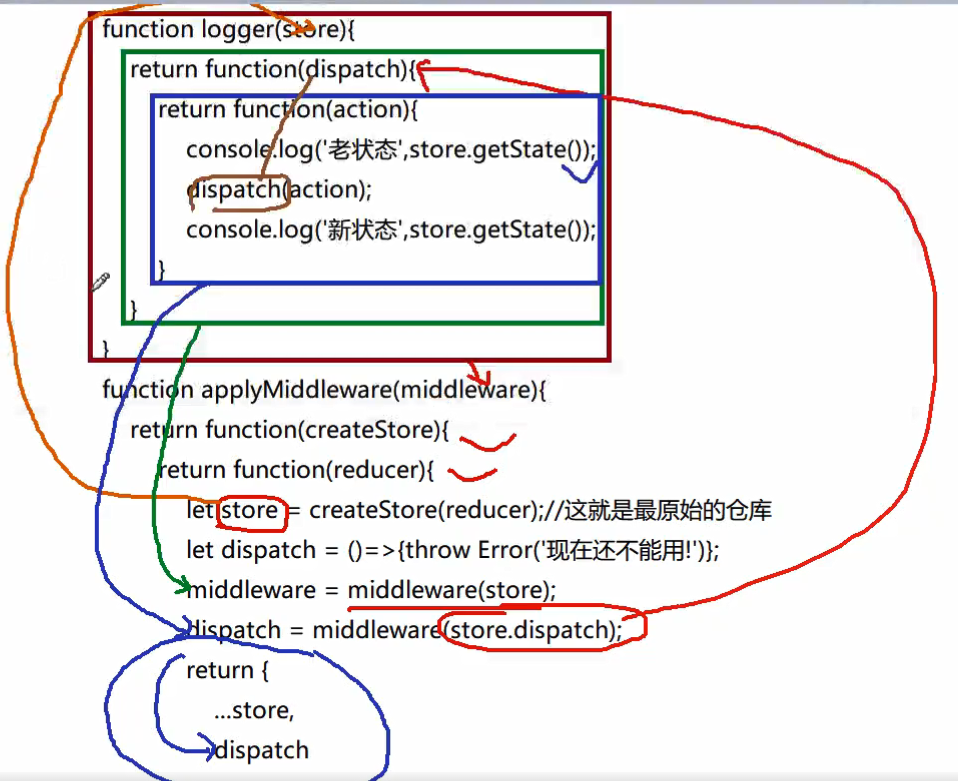 function logger(store){
return function(dispatch){
return function(action){
console.log('老状态',store.getState());
dispatch(action);
console.log('新状态',store.getState());
}
}
}
function applyMiddleware(middleware){
return function(createStore){
return function(reducer){
let store = createStore(reducer);//这就是最原始的仓库
let dispatch = ()=>{throw Error('现在还不能用!')};
middleware = middleware(store);
dispatch = middleware(store.dispatch);
return {
...store,
dispatch